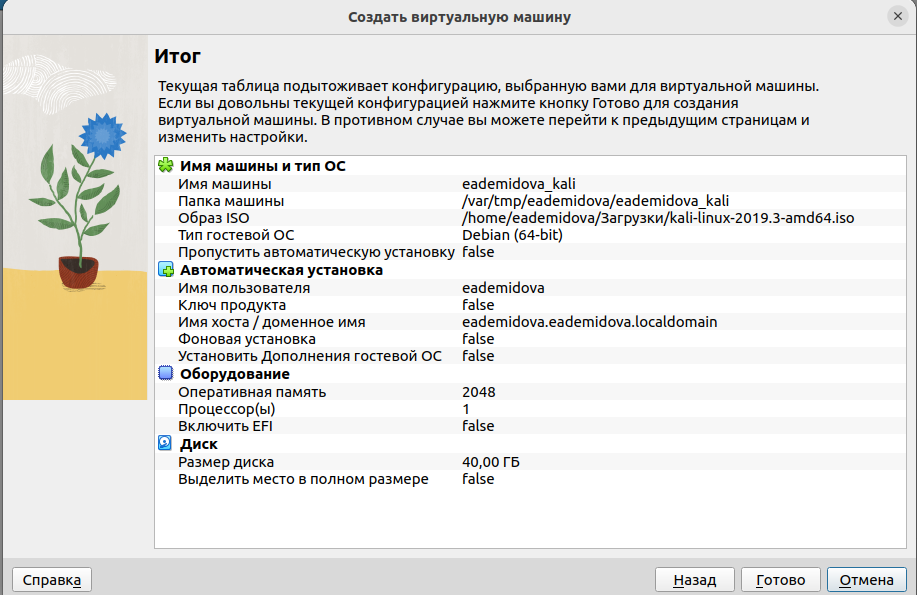 Создать виртуальную машину
Итог
Текущая таблица подытоживает конфигурацию, выбранную вами для виртуальной машины.
Если вы довольны текущей конфигурацией нажмите кнопку Готово для создания
виртуальной машины. В противном случае вы можете перейти к предыдущим страницам и
изменить настройки.
Имя машины и тип ОС
Имя машины eademidova_kali
Папка машины /var/tmp/eademidova/eademidova_kali
Образ ISO /home/eademidova/Загрузки/kali-linux-2019.3-amd64.iso
Тип гостевой ОС Debian (64-bit)
Пропустить автоматическую установку false
Автоматическая установка
Имя пользователя eademidova
Ключ продукта false
Имя хоста / доменное имя eademidova.eademidova.localdomain
Фоновая установка false
Установить Дополнения гостевой ОС false
Оборудование
Оперативная память 2048
Процессор(ы) 1
Включить EFI false
Диск
Размер диска 40,00 ГБ
Выделить место в полном размере false
Справка Назад Готово Отмена